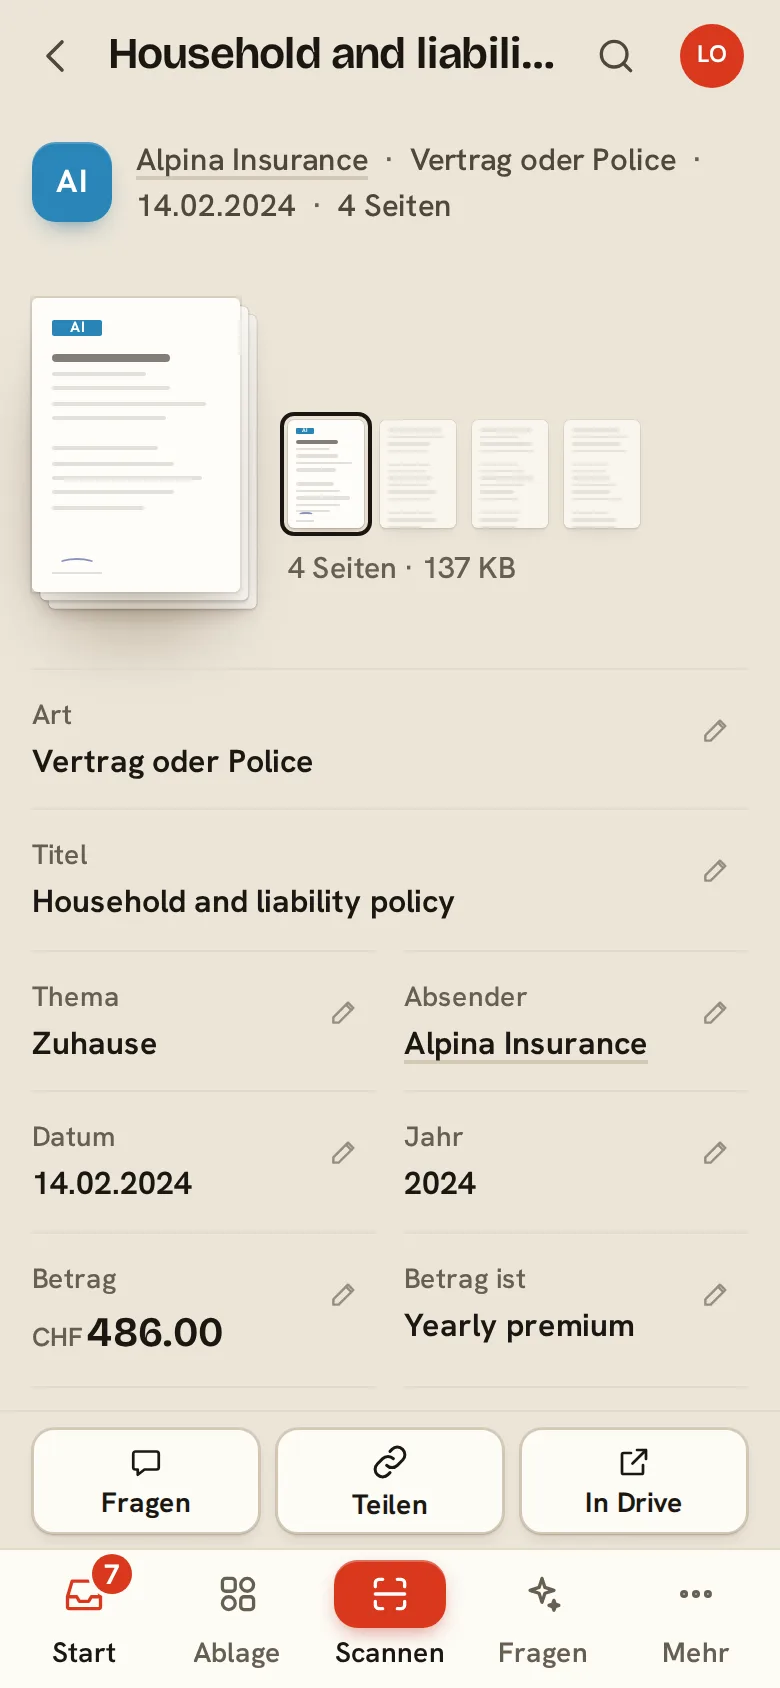 Household and liabili...
LO
AI
Alpina Insurance · Vertrag oder Police ·
14.02.2024 · 4 Seiten
AI
AI
4 Seiten · 137 KB
Art
Vertrag oder Police
Titel
Household and liability policy
Thema
Zuhause
Absender
Alpina Insurance
Datum
14.02.2024
Jahr
2024
Betrag
CHF 486.00
Betrag ist
Yearly premium
Fragen
Teilen
In Drive
7
Start
Ablage
Scannen
Fragen
Mehr